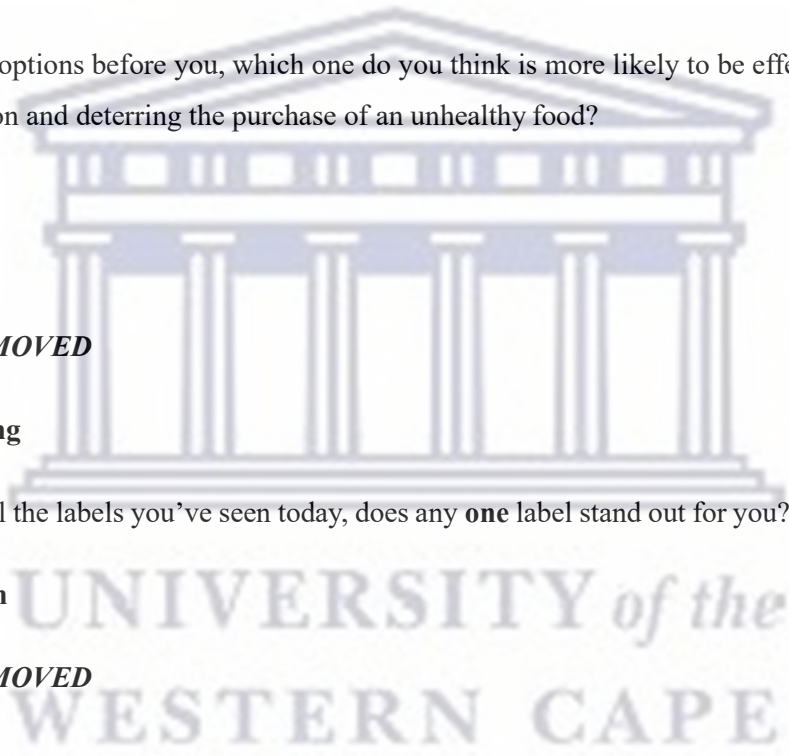 options before you, which one do you think is more likely to be effe
on and deterring the purchase of an unhealthy food?
MOVED
ng
l the labels you've seen today, does any one label stand out for you?
n
MOVED
UNIVERSITY of the
WESTERN CAPE